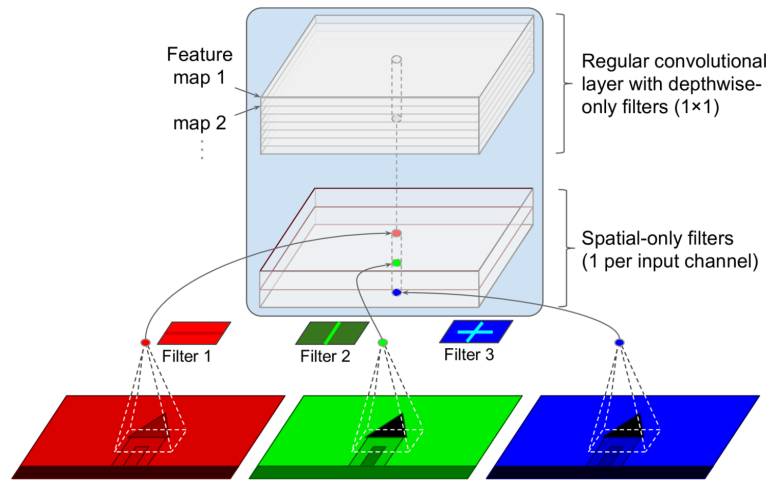 Feature
map 1
map 2
Regular convolutional
layer with depthwise-
only filters (1×1)
Spatial-only filters
(1 per input channel)
Filter 1
Filter 2
Filter 3